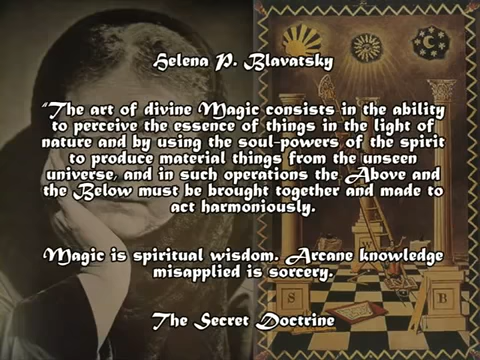 Helena P. Blavatsky
"The art of divine Magic consists in the ability
to perceive the essence of things in the light of
nature and by using the soul-powers of the spirit
to produce material things from the unseen
universe, and in such operations the Above and
the Below must be brought together and made to
act harmoniously.
Magic is spiritual wisdom. Arcane knowledge
misapplied is sorcery.
The Secret Doctrine
W
S
B